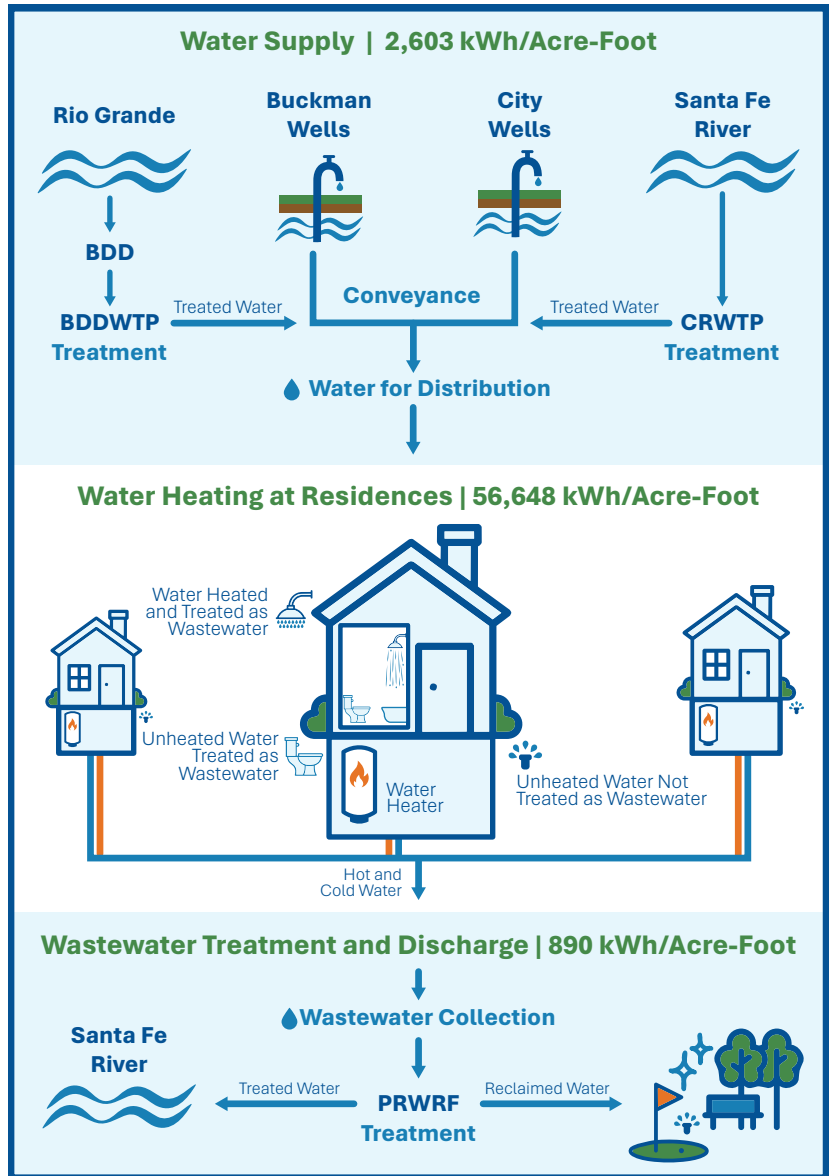 Water Supply | 2,603 kWh/Acre-Foot
Rio Grande
Buckman
Wells
City
Wells
Santa Fe
River
BDD
BDDWTP
Treatment
Treated Water
Conveyance
Treated Water
CRWTP
Treatment
Water for Distribution
Water Heating at Residences | 56,648 kWh/Acre-Foot
Water Heated
and Treated as
Wastewater
Unheated Water
Treated as
Wastewater
Water
Heater
Unheated Water Not
Treated as Wastewater
Hot and
Cold Water
Wastewater Treatment and Discharge | 890 kWh/Acre-Foot
Wastewater Collection
Santa Fe
River
Treated Water
PRWRF
Treatment
Reclaimed Water